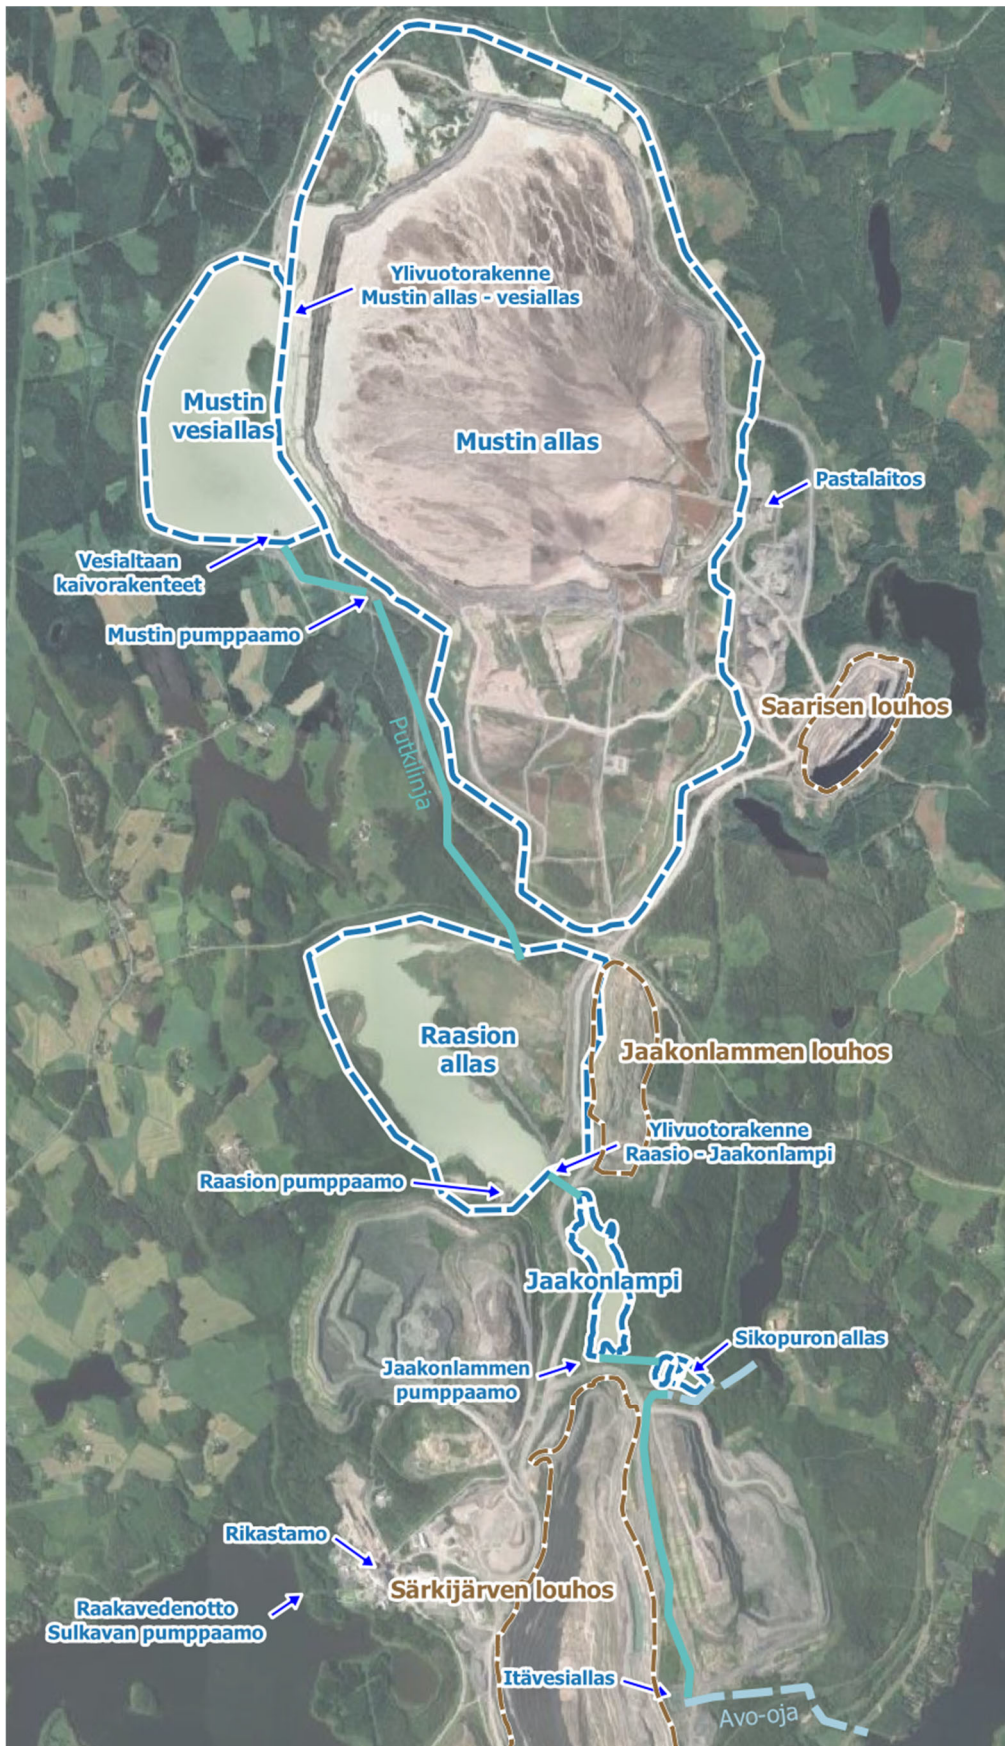 Ylivuotorakenne
Mustin allas - vesiallas
Mustin
vesiallas
Mustin allas
Pastalaitos
Vesialtaan
kaivorakenteet
Mustin pumppaamo
Saarisen louhos
Putkilinja
Raasion
allas
Jaakonlammen louhos
Ylivuotorakenne
Raasio - Jaakonlampi
Raasion pumppaamo
Jaakonlampi
Sikopuron allas
Jaakonlammen
pumppaamo
Rikastamo
Särkijärven louhos
Raakavedenotto
Sulkavan pumppaamo
Itävesiallas
Avo-oja